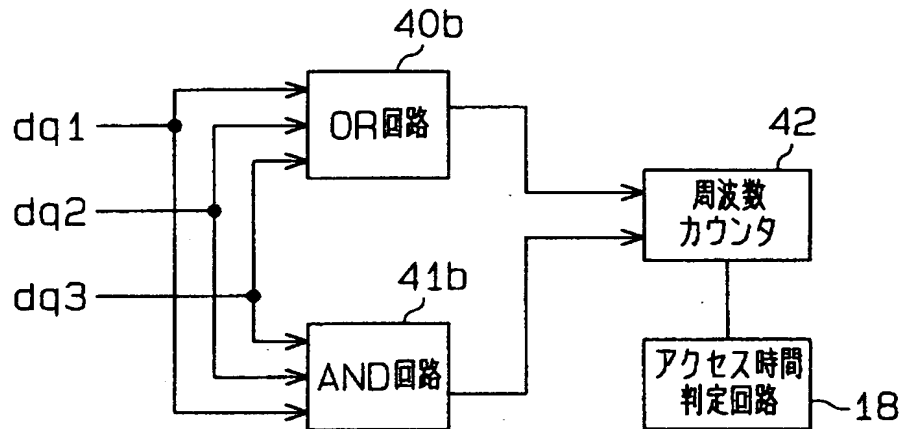 40b
OR回路
dq1
42
周波数
カウンタ
dq2
41b
dq3
AND回路
アクセス時間
判定回路
18